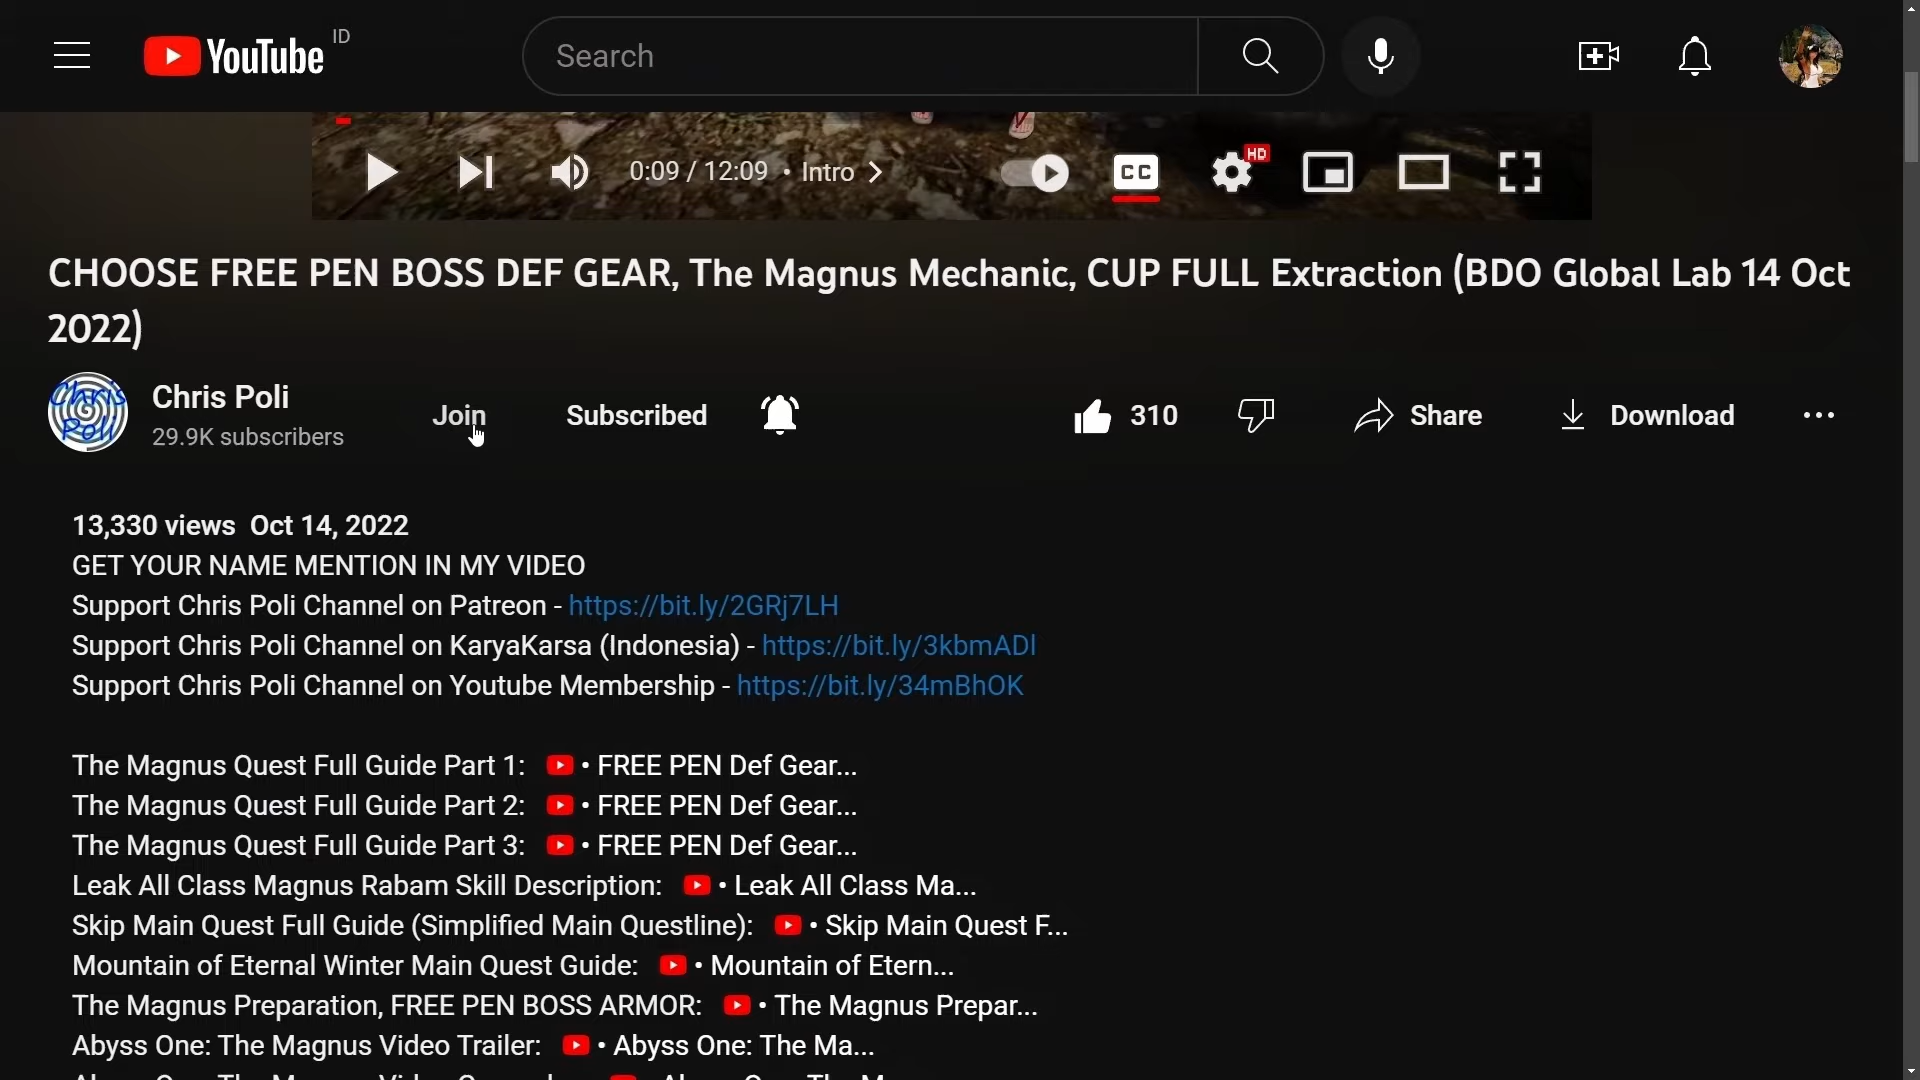 YouTube ID
Search
0:09 / 12:09 • Intro
CC
HD
CHOOSE FREE PEN BOSS DEF GEAR, The Magnus Mechanic, CUP FULL Extraction (BDO Global Lab 14 Oct
2022)
Chris Poli
Chris Poli
29.9K subscribers
Join
Subscribed
310
Share
Download
13,330 views Oct 14, 2022
GET YOUR NAME MENTION IN MY VIDEO
Support Chris Poli Channel on Patreon - https://bit.ly/2GRj7LH
Support Chris Poli Channel on KaryaKarsa (Indonesia) - https://bit.ly/3kbmADl
Support Chris Poli Channel on Youtube Membership - https://bit.ly/34mBhOK
The Magnus Quest Full Guide Part 1: • FREE PEN Def Gear...
The Magnus Quest Full Guide Part 2: • FREE PEN Def Gear...
The Magnus Quest Full Guide Part 3: • FREE PEN Def Gear...
Leak All Class Magnus Rabam Skill Description: • Leak All Class Ma...
Skip Main Quest Full Guide (Simplified Main Questline): • Skip Main Quest F...
Mountain of Eternal Winter Main Quest Guide: • Mountain of Etern...
The Magnus Preparation, FREE PEN BOSS ARMOR: • The Magnus Prepar...
Abyss One: The Magnus Video Trailer: • Abyss One: The Ma...